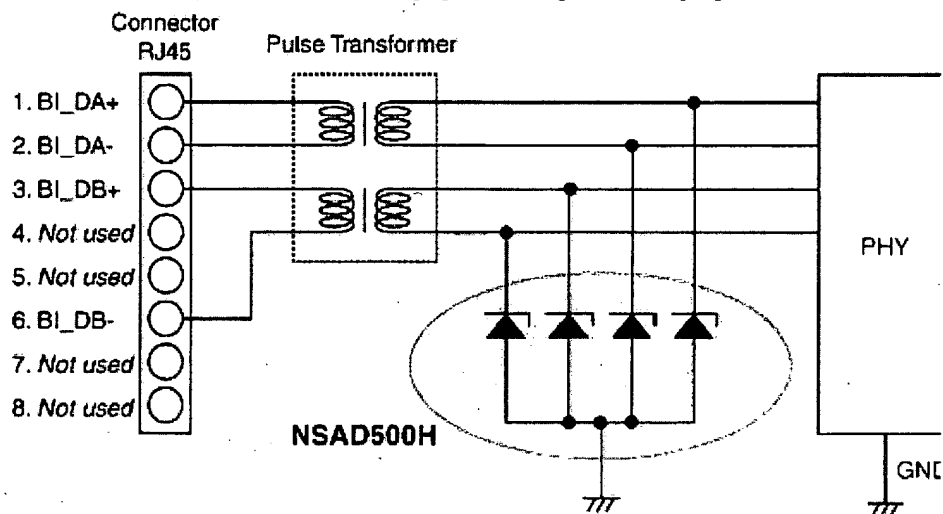 Connector
RJ45
Pulse Transformer
1. BI_DA+
2. BI_DA-
3. BI_DB+
4. Not used
5. Not used
6. BI_DB-
7. Not used
8. Not used
PHY
NSAD500H
GND